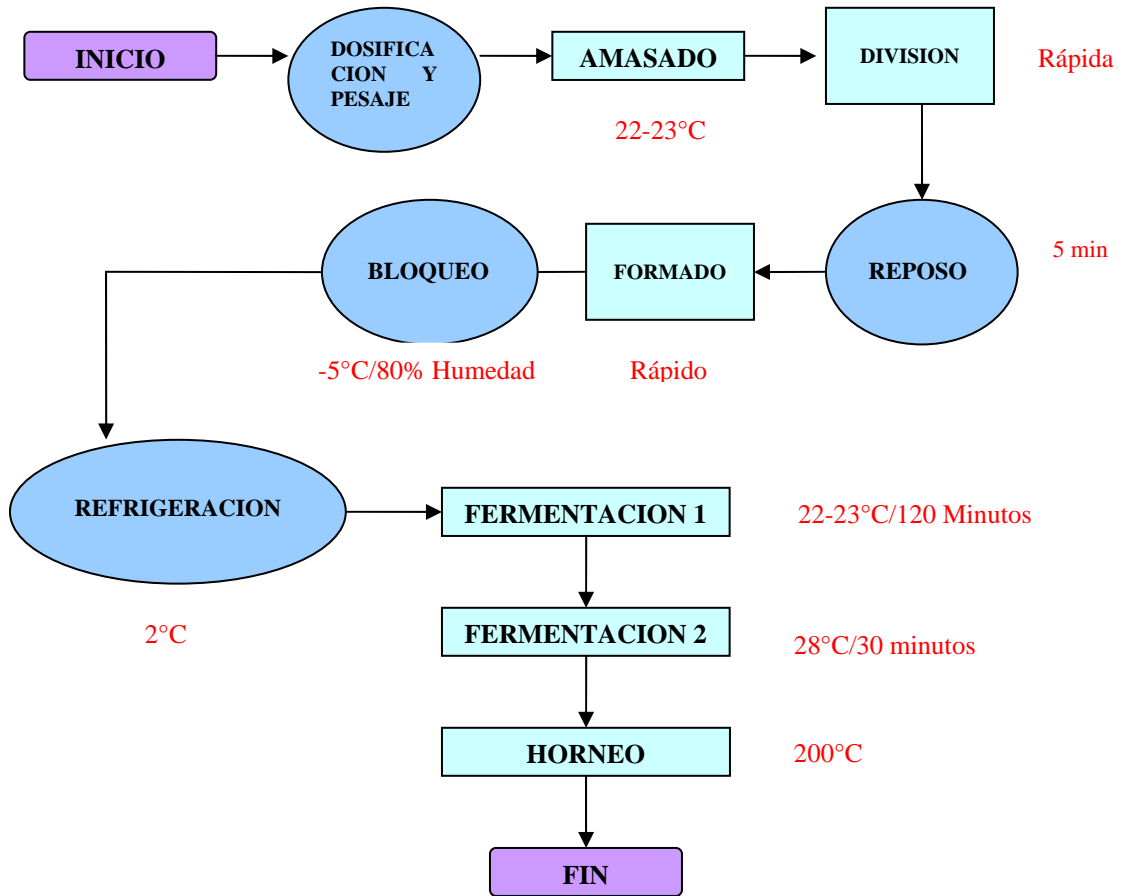 INICIO
DOSIFICA
CION Y
PESAJE
AMASADO
DIVISION
Rápida
22-23°C
BLOQUEO
FORMADO
REPOSO
5 min
-5°C/80% Humedad
Rápido
REFRIGERACION
FERMENTACION 1
22-23°C/120 Minutos
2°C
FERMENTACION 2
28°C/30 minutos
HORNEO
200°C
FIN